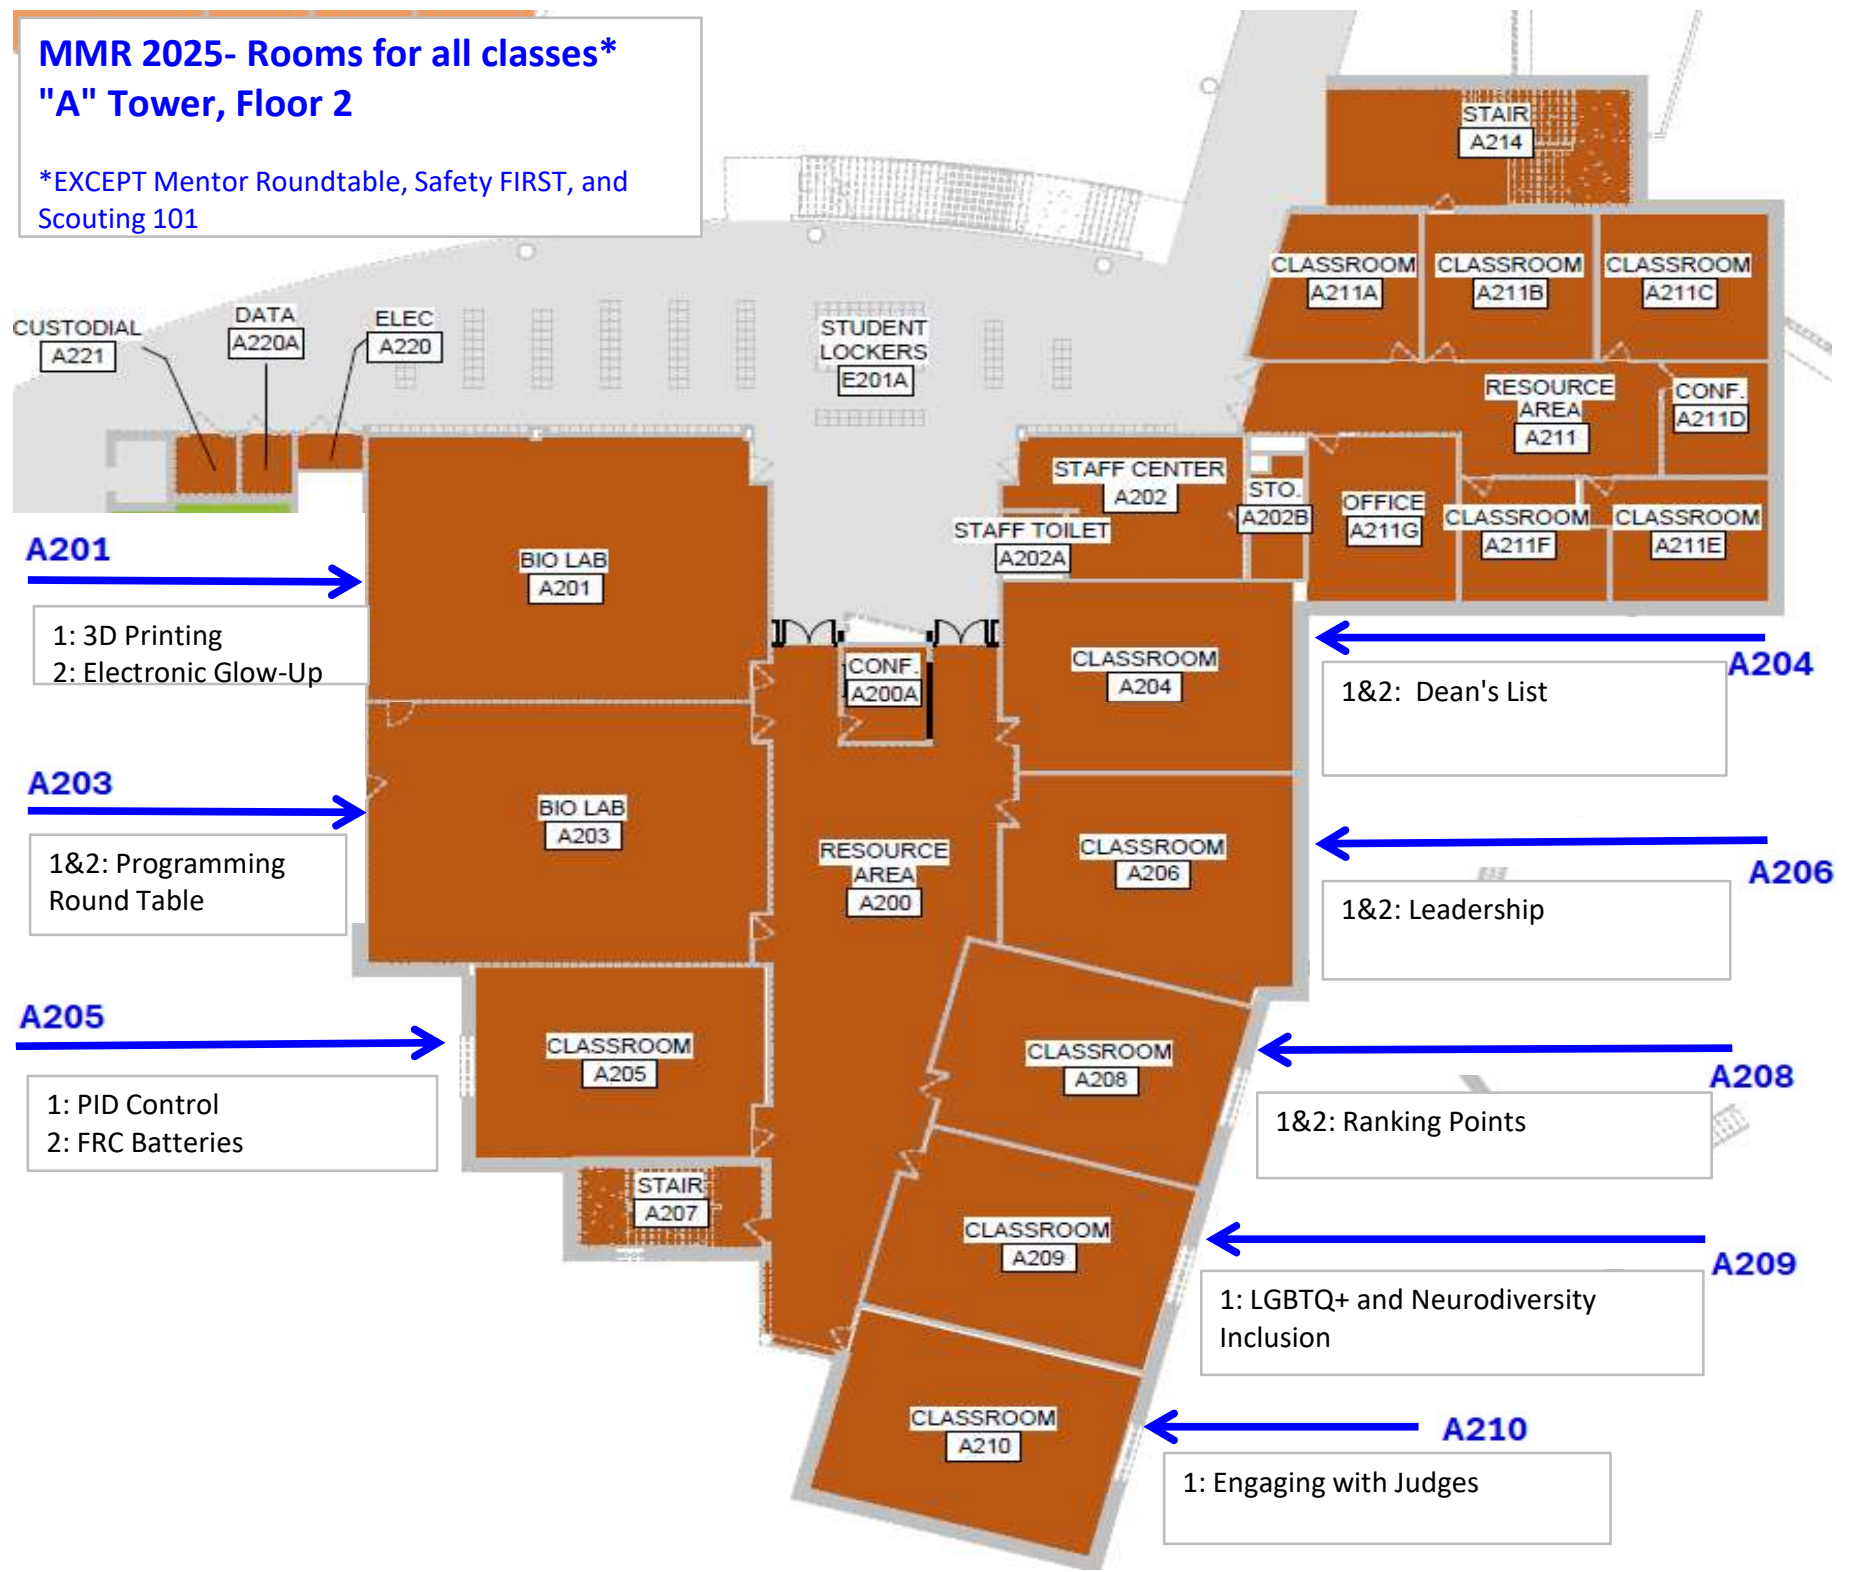 MMR 2025- Rooms for all classes*
"A" Tower, Floor 2
*EXCEPT Mentor Roundtable, Safety FIRST, and
Scouting 101
STAIR
A214
CLASSROOM
A211A
CLASSROOM
A211B
CLASSROOM
A211C
CUSTODIAL
A221
DATA
A220A
ELEC
A220
STUDENT
LOCKERS
E201A
RESOURCE
AREA
A211
CONF.
A211D
STAFF CENTER
A202
STO.
A202B
OFFICE
A211G
CLASSROOM
A211F
CLASSROOM
A211E
STAFF TOILET
A202A
A201
BIO LAB
A201
1: 3D Printing
2: Electronic Glow-Up
CONF.
A200A
CLASSROOM
A204
A204
1&2:  Dean's List
A203
BIO LAB
A203
1&2: Programming
Round Table
RESOURCE
AREA
A200
CLASSROOM
A206
A206
1&2: Leadership
A205
CLASSROOM
A205
1: PID Control
2: FRC Batteries
CLASSROOM
A208
A208
1&2: Ranking Points
STAIR
A207
CLASSROOM
A209
A209
1: LGBTQ+ and Neurodiversity
Inclusion
CLASSROOM
A210
A210
1: Engaging with Judges